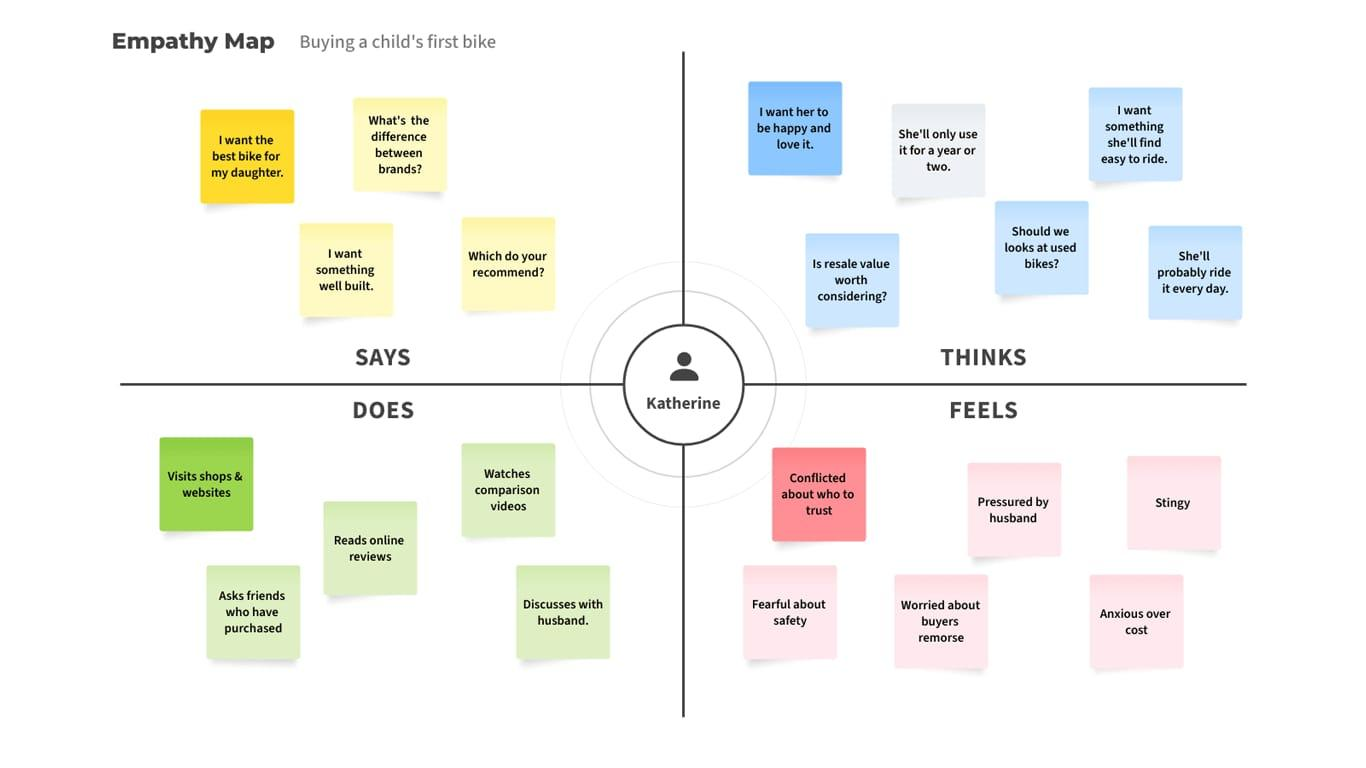 Empathy Map Buying a child's first bike
I want the
best bike for
my daughter.
What's the
difference
between
brands?
I want
something
well built.
Which do your
recommend?
SAYS
I want her to
be happy and
love it.
She'll only use
it for a year or
two.
I want
something
she'll find
easy to ride.
Is resale value
worth
considering?
Should we
looks at used
bikes?
She'll
probably ride
it every day.
THINKS
Katherine
DOES
Visits shops &
websites
Watches
comparison
videos
Reads online
reviews
Asks friends
who have
purchased
Discusses with
husband.
FEELS
Conflicted
about who to
trust
Pressured by
husband
Stingy
Fearful about
safety
Worried about
buyers
remorse
Anxious over
cost